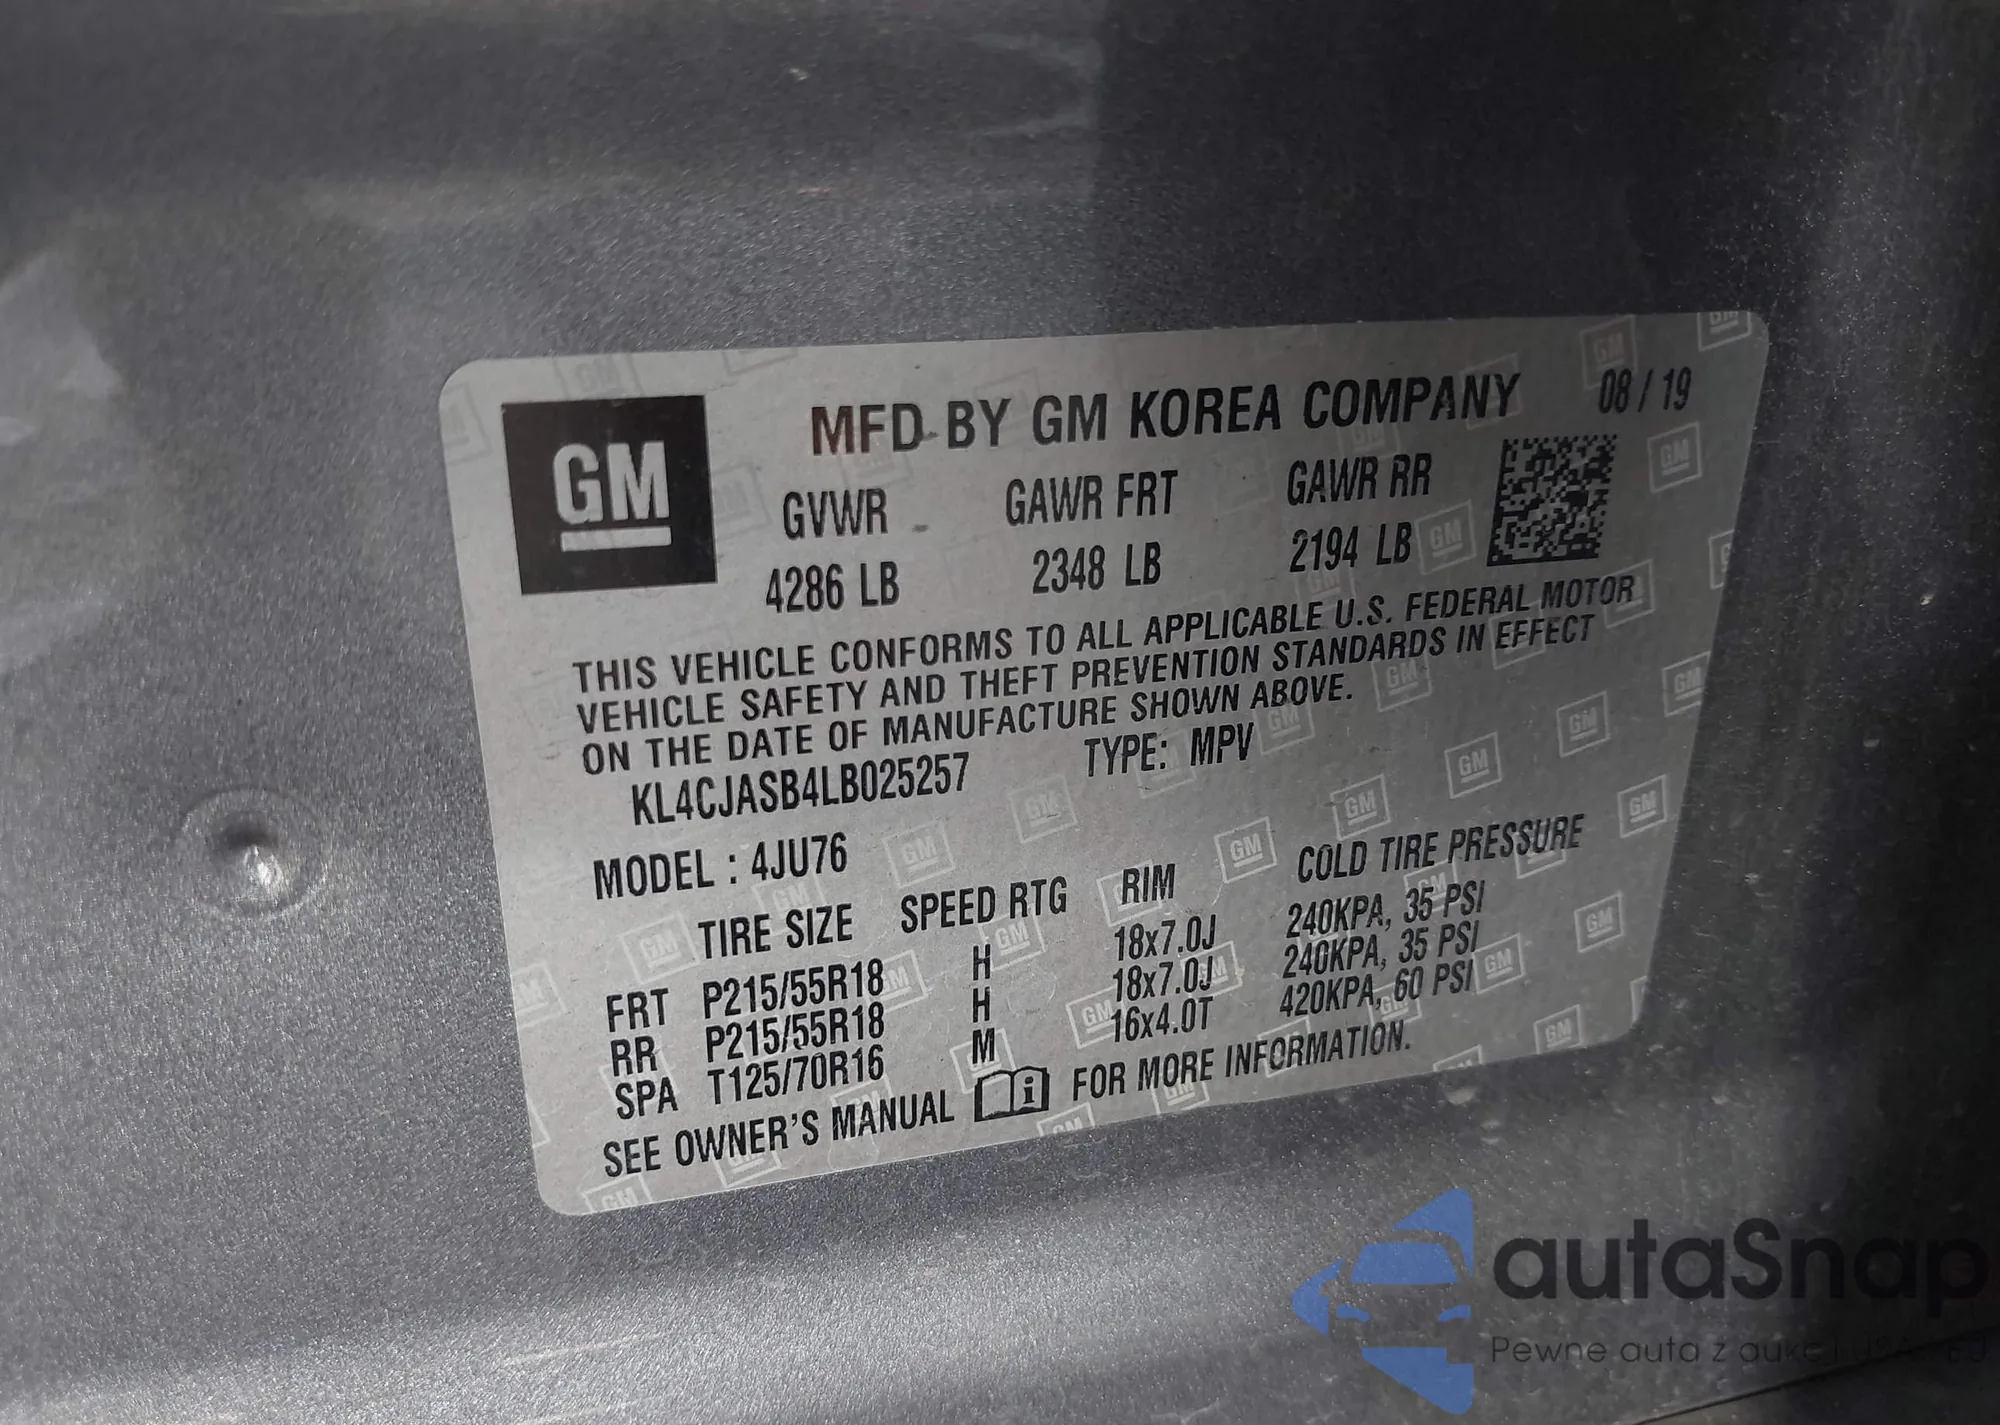 GM
MFD BY GM KOREA COMPANY 08 / 19
GVWR GAWR FRT GAWR RR
4286 LB 2348 LB 2194 LB
THIS VEHICLE CONFORMS TO ALL APPLICABLE U.S. FEDERAL MOTOR
VEHICLE SAFETY AND THEFT PREVENTION STANDARDS IN EFFECT
ON THE DATE OF MANUFACTURE SHOWN ABOVE.
KL4CJASB4LB025257 TYPE: MPV
MODEL : 4JU76
TIRE SIZE SPEED RTG RIM COLD TIRE PRESSURE
FRT P215/55R18 H 18x7.0J 240KPA, 35 PSI
RR P215/55R18 H 18x7.0J 240KPA, 35 PSI
SPA T125/70R16 M 16x4.0T 420KPA, 60 PSI
SEE OWNER'S MANUAL i FOR MORE INFORMATION.
autaSnap
Pewne auta z aukcji USA